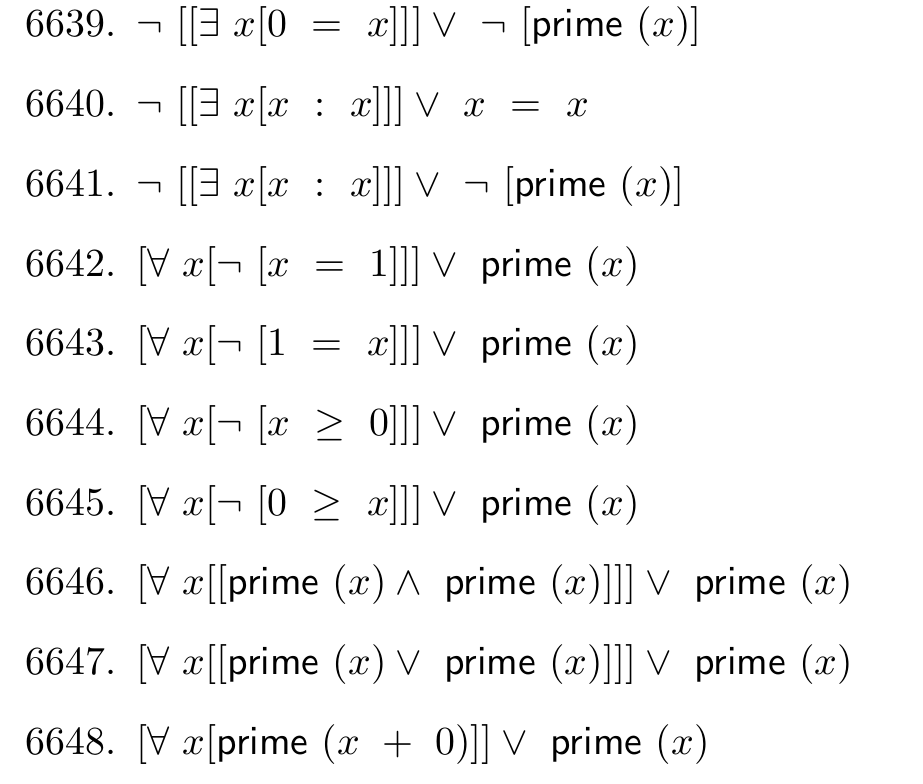 6639. ¬ [[∃ x[0 = x]]] ∨ ¬ [prime (x)]
6640. ¬ [[∃ x[x : x]]] ∨ x = x
6641. ¬ [[∃ x[x : x]]] ∨ ¬ [prime (x)]
6642. [∀ x[¬ [x = 1]]] ∨ prime (x)
6643. [∀ x[¬ [1 = x]]] ∨ prime (x)
6644. [∀ x[¬ [x ≥ 0]]] ∨ prime (x)
6645. [∀ x[¬ [0 ≥ x]]] ∨ prime (x)
6646. [∀ x[[prime (x) ∧ prime (x)]]] ∨ prime (x)
6647. [∀ x[[prime (x) ∨ prime (x)]]] ∨ prime (x)
6648. [∀ x[prime (x + 0)]] ∨ prime (x)